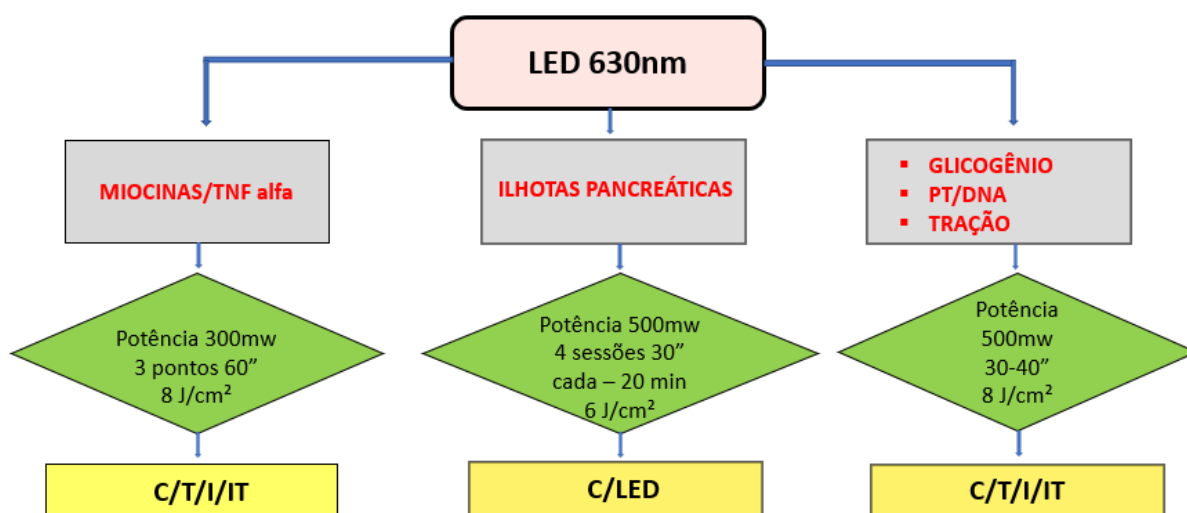 LED 630nm
MIOCINAS/TNF alfa
Potência 300mw
3 pontos 60”
8 J/cm²
C/T/I/IT
ILHOTAS PANCREÁTICAS
Potência 500mw
4 sessões 30”
cada – 20 min
6 J/cm²
C/LED
▪ GLICOGÊNIO
▪ PT/DNA
▪ TRAÇÃO
Potência
500mw
30-40”
8 J/cm²
C/T/I/IT